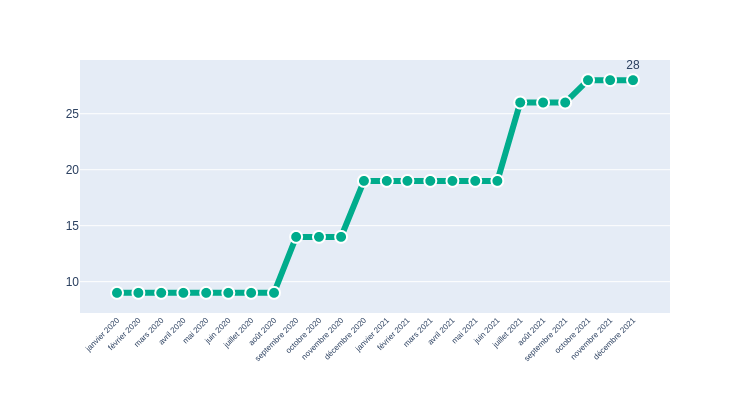 28
25
20
15
10
janvier 2020
février 2020
mars 2020
avril 2020
mai 2020
juin 2020
juillet 2020
août 2020
septembre 2020
octobre 2020
novembre 2020
décembre 2020
janvier 2021
février 2021
mars 2021
avril 2021
mai 2021
juin 2021
juillet 2021
août 2021
septembre 2021
octobre 2021
novembre 2021
décembre 2021